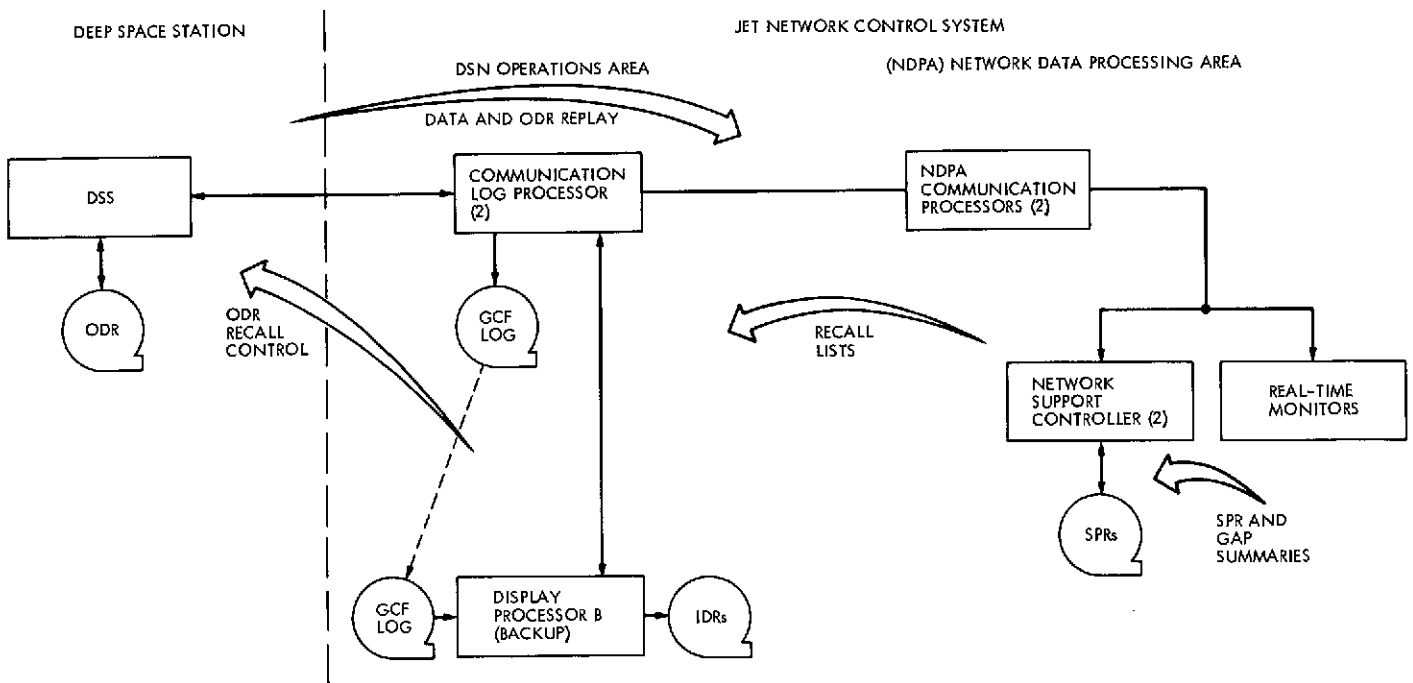 DEEP SPACE STATION
JET NETWORK CONTROL SYSTEM
DSN OPERATIONS AREA
(NDPA) NETWORK DATA PROCESSING AREA
DATA AND ODR REPLAY
DSS
COMMUNICATION
LOG PROCESSOR
(2)
NDPA
COMMUNICATION
PROCESSORS (2)
ODR
ODR
RECALL
CONTROL
GCF
LOG
RECALL
LISTS
NETWORK
SUPPORT
CONTROLLER (2)
REAL-TIME
MONITORS
SPRs
SPR AND
GAP
SUMMARIES
GCF
LOG
DISPLAY
PROCESSOR B
(BACKUP)
IDRs